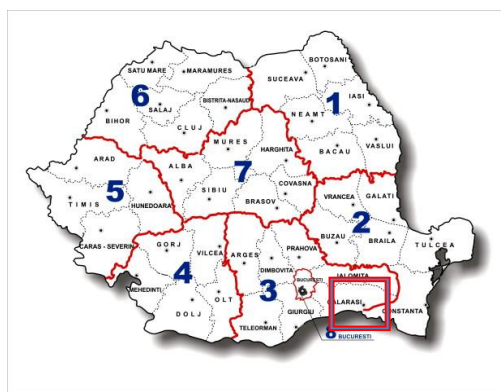 BOTOSANI
SUCEAVA
SATU MARE
MARAMURES
6
1
IASI
NEAMT
BISTRITA-NASAUD
SALAJ
BIHOR
CLUJ
MURES
BACAU
VASLUI
HARGHITA
ARAD
ALBA
7
5
SIBIU
COVASNA
TIMIS
HUNEDOARA
BRASOV
VRANCEA
GALATI
2
CARAS - SEVERIN
GORJ
VILCEA
ARGES
PRAHOVA
BUZAU
BRAILA
TULCEA
4
DIMBOVITA
3
IALOMITA
BUCURESTI
MEHEDINTI
OLT
CALARASI
CONSTANTA
DOLJ
GIURGIU
TELEORMAN
8 BUCURESTI